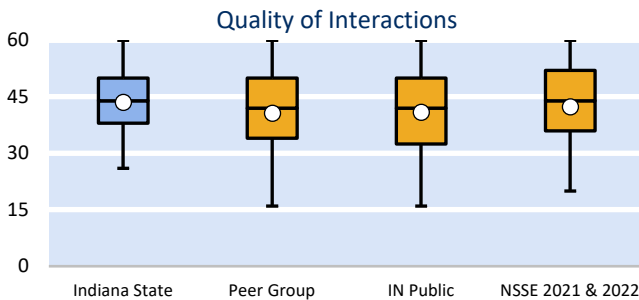 Quality of Interactions
60
45
30
15
0
Indiana State
Peer Group
IN Public
NSSE 2021 & 2022